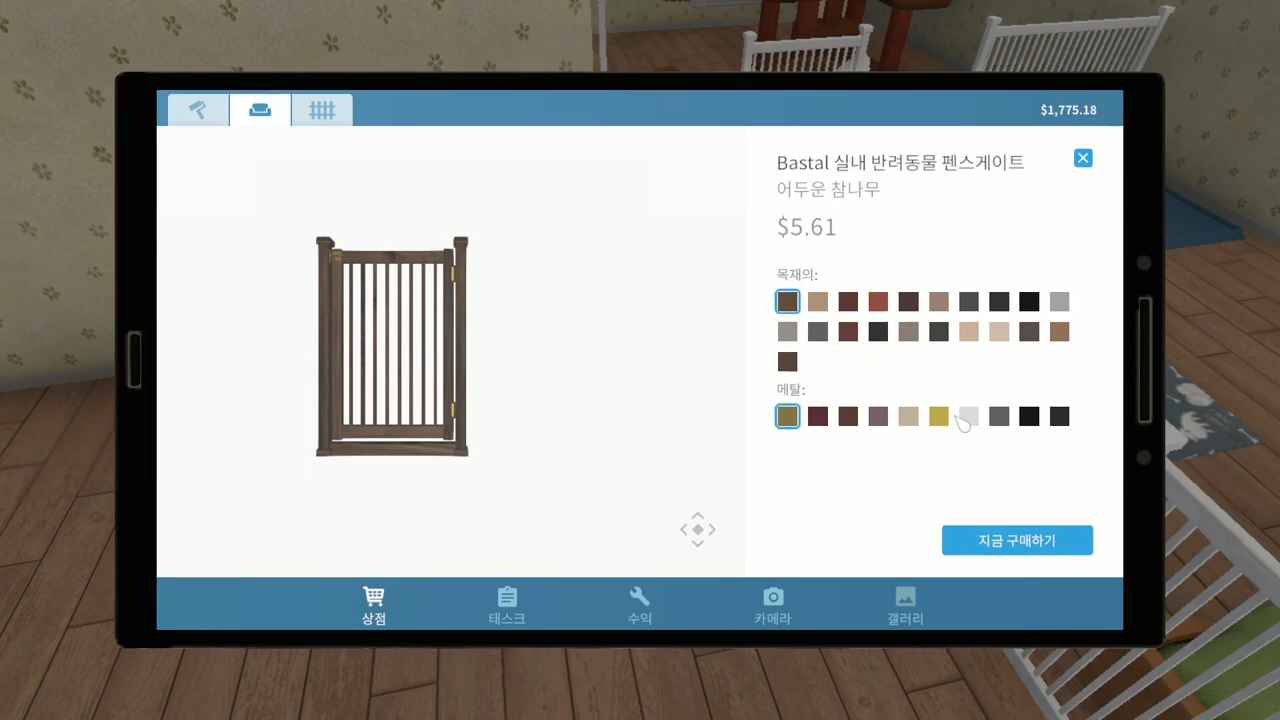 $1,775.18
Bastal 실내 반려동물 펜스게이트
어두운 참나무
$5.61
목재의:
메탈:
지금 구매하기
상점
태스크
수익
카메라
갤러리